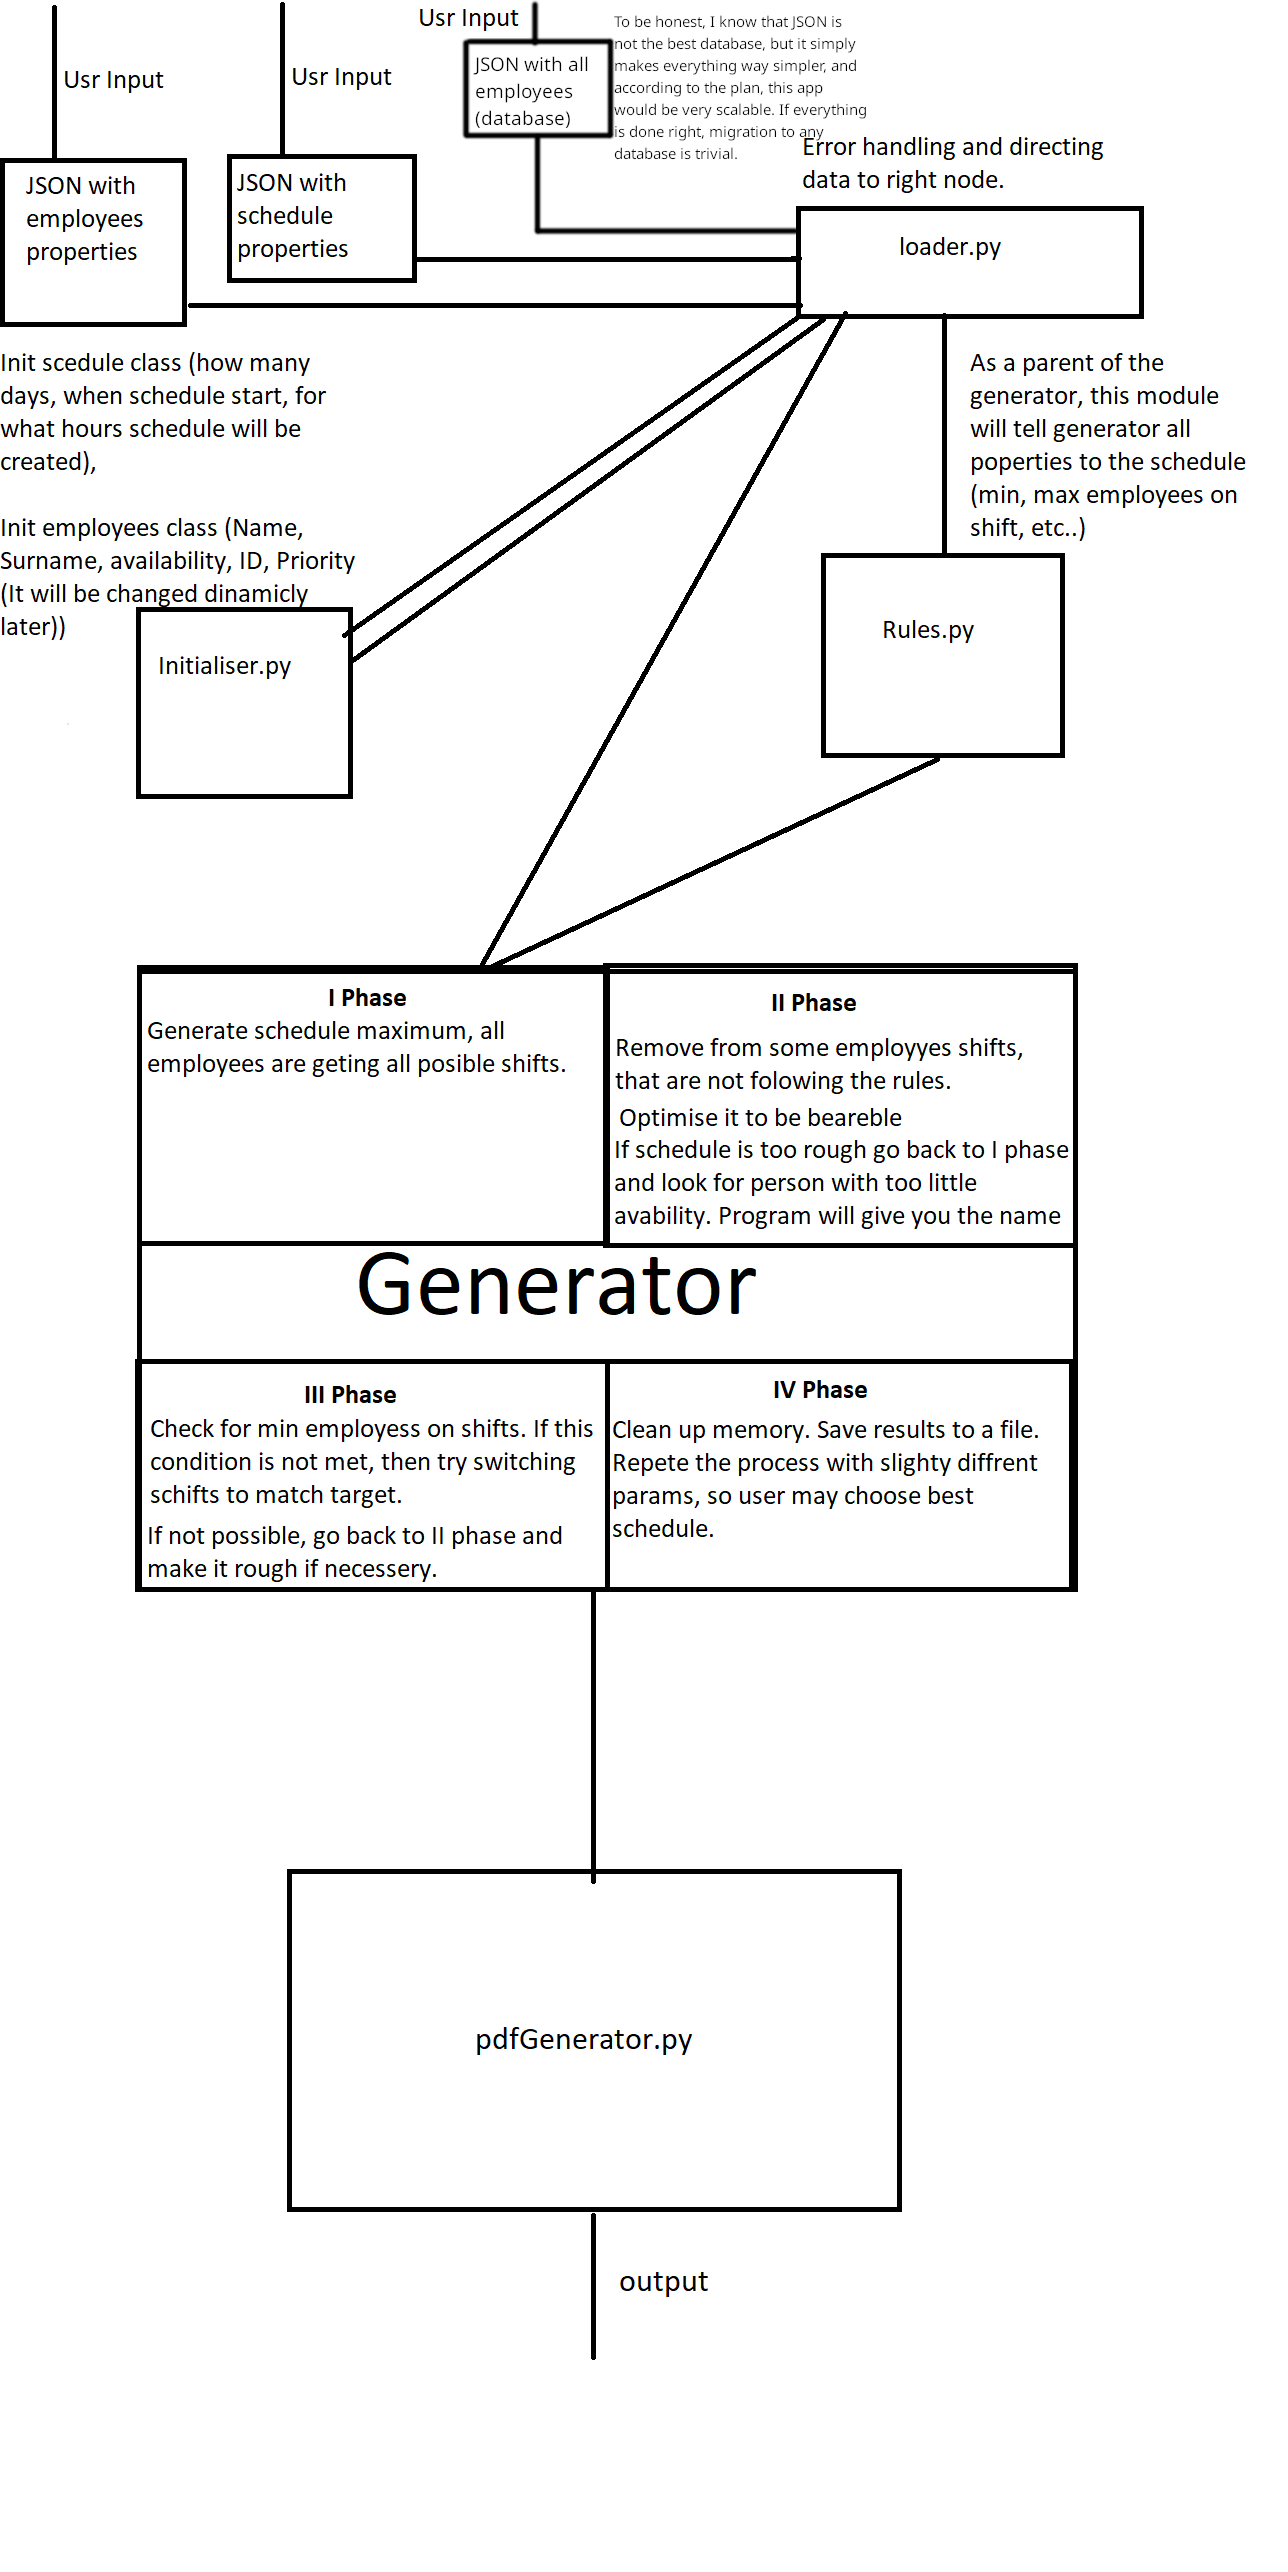 Usr Input
Usr Input
Usr Input
JSON with all
employees
(database)
To be honest, I know that JSON is
not the best database, but it simply
makes everything way simpler, and
according to the plan, this app
would be very scalable. If everything
is done right, migration to any
database is trivial.
JSON with
employees
properties
JSON with
schedule
properties
Error handling and directing
data to right node.
loader.py
Init scedule class (how many
days, when schedule start, for
what hours schedule will be
created),
Init employees class (Name,
Surname, availability, ID, Priority
(It will be changed dinamicly
later))
Initialiser.py
As a parent of the
generator, this module
will tell generator all
poperties to the schedule
(min, max employees on
shift, etc..)
Rules.py
I Phase
Generate schedule maximum, all
employees are geting all posible shifts.
II Phase
Remove from some employyes shifts,
that are not folowing the rules.
Optimise it to be beareble
If schedule is too rough go back to I phase
and look for person with too little
avability. Program will give you the name
Generator
III Phase
Check for min employess on shifts. If this
condition is not met, then try switching
schifts to match target.
If not possible, go back to II phase and
make it rough if necessery.
IV Phase
Clean up memory. Save results to a file.
Repete the process with slighty diffrent
params, so user may choose best
schedule.
pdfGenerator.py
output